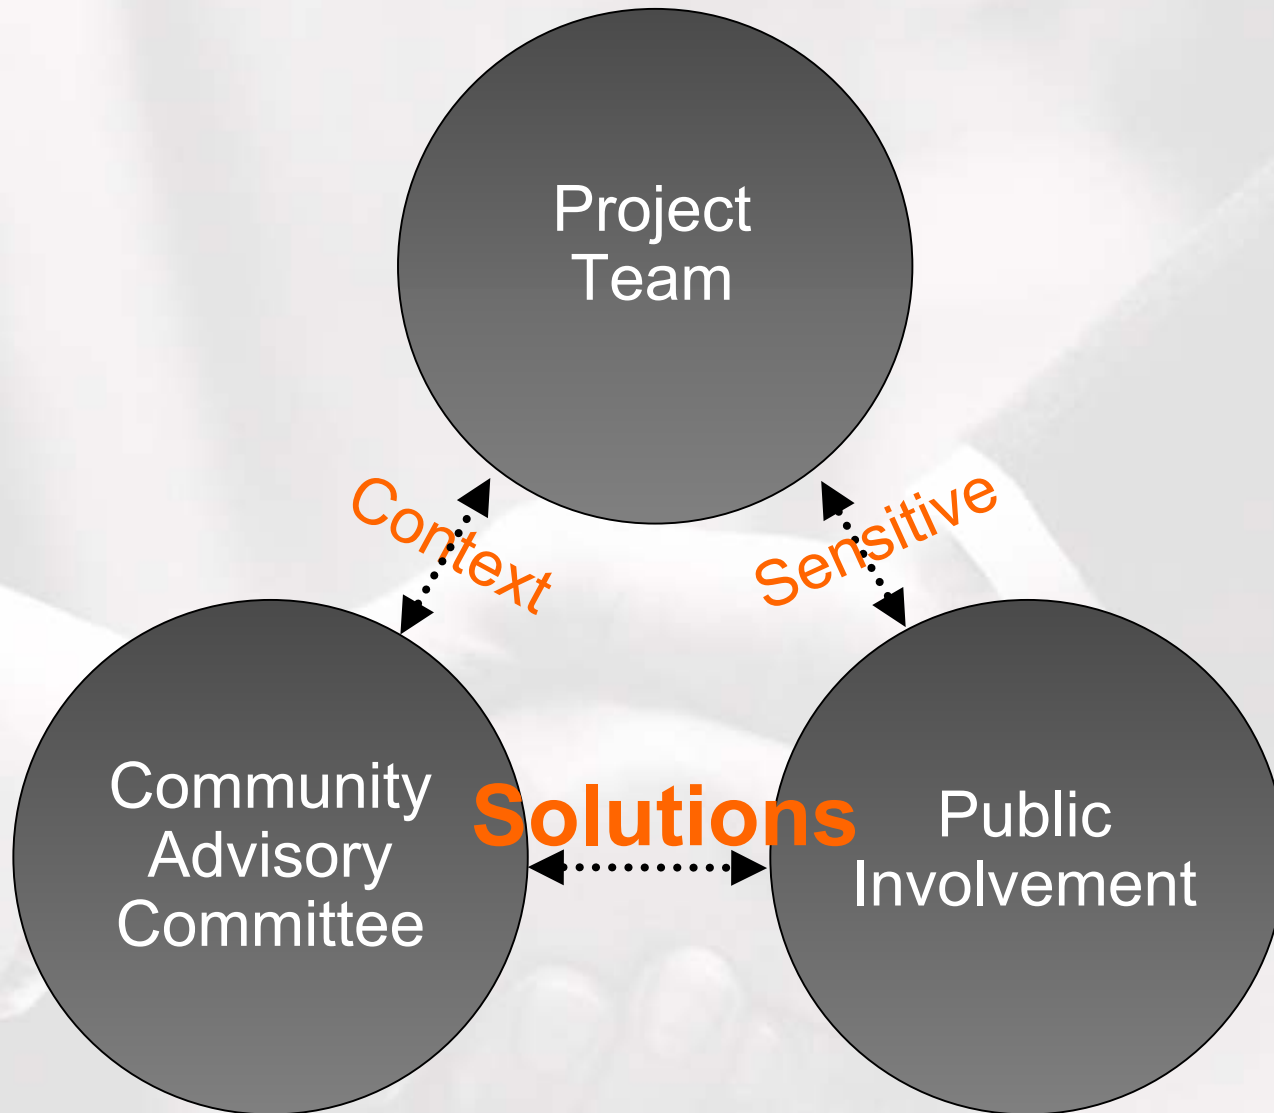 Project
Team
Context
Sensitive
Community
Advisory
Committee
Solutions
Public
Involvement